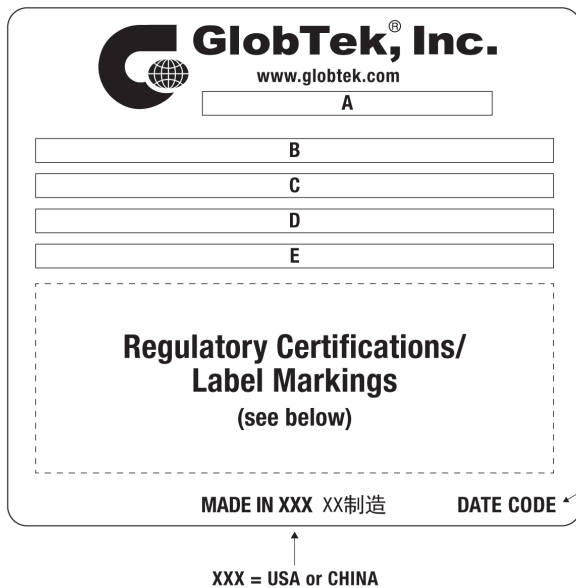 GlobTek,® Inc.
www.globtek.com
A
B
C
D
E
Regulatory Certifications/
Label Markings
(see below)
MADE IN XXX XX制造 DATE CODE
XXX = USA or CHINA